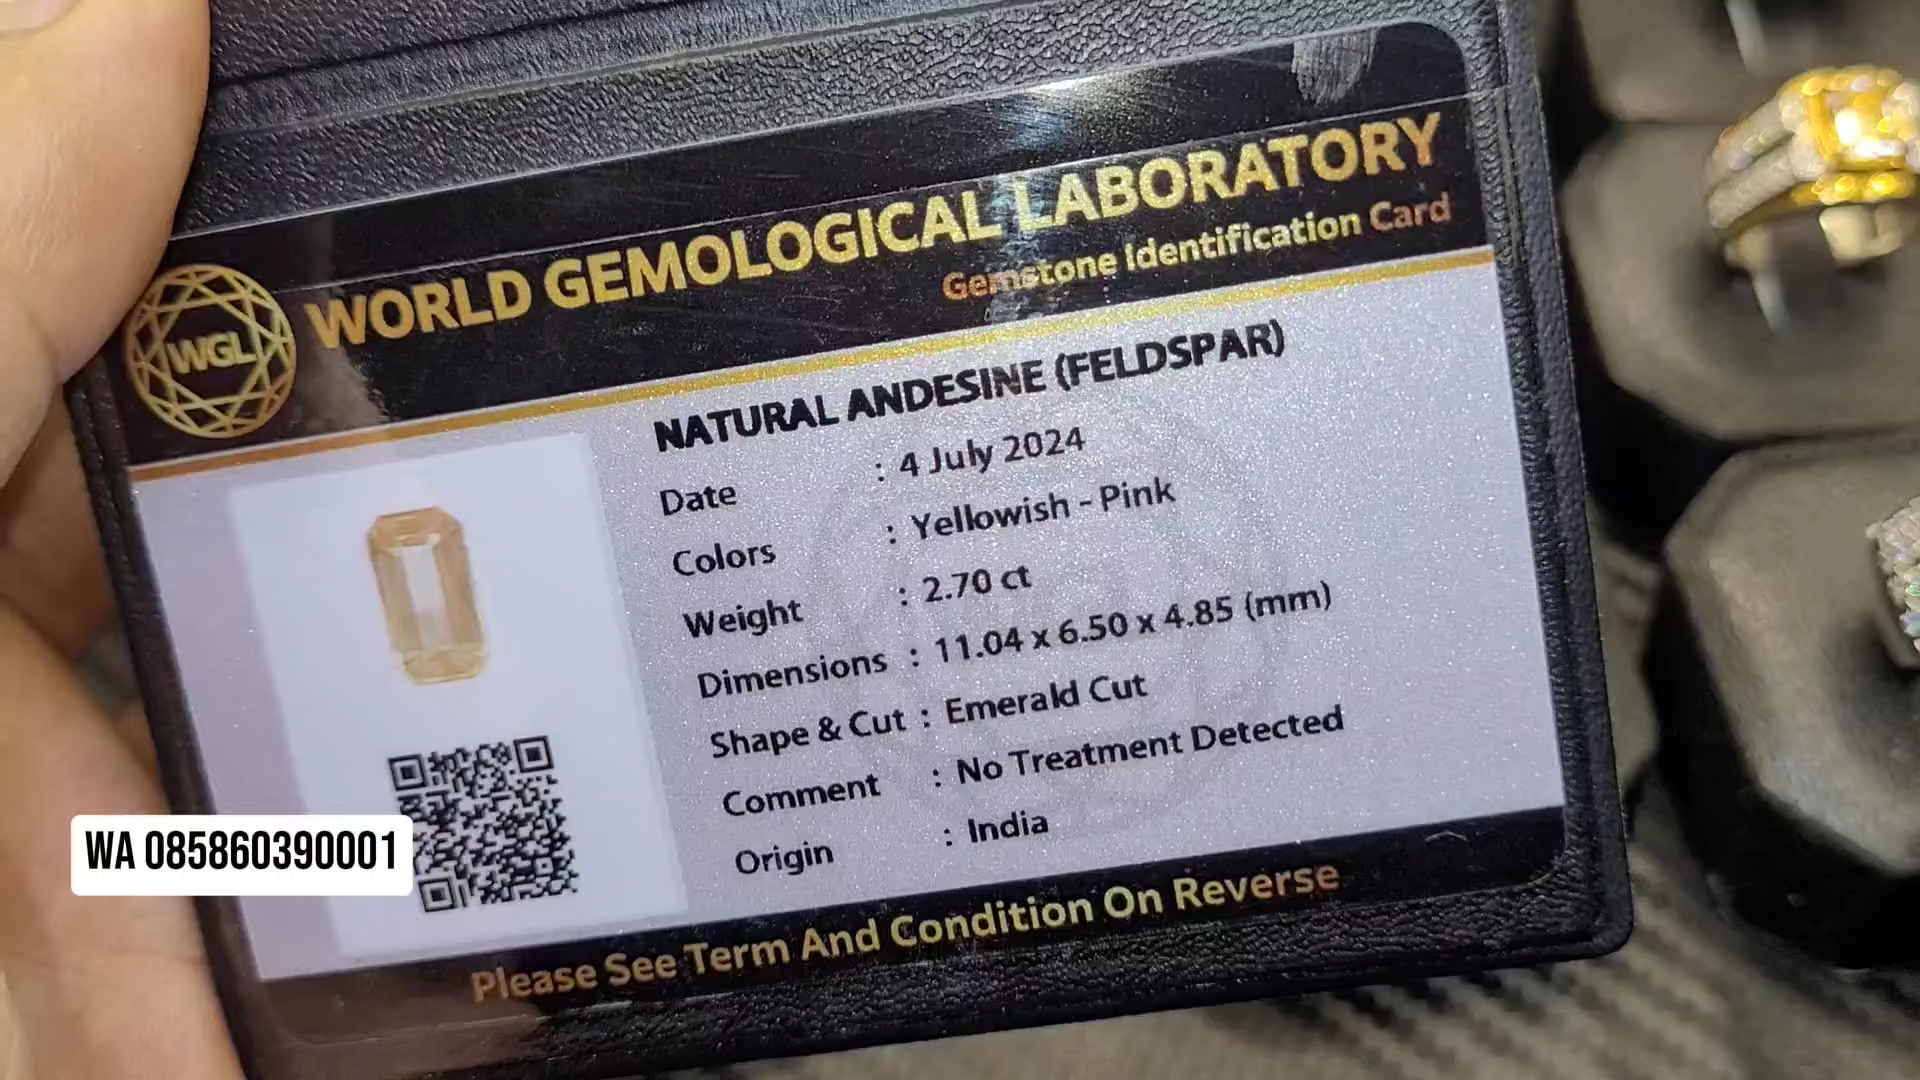 WORLD GEMOLOGICAL LABORATORY
Gemstone Identification Card
WGL
NATURAL ANDESINE (FELDSPAR)
Date : 4 July 2024
Colors : Yellowish - Pink
Weight : 2.70 ct
Dimensions : 11.04 x 6.50 x 4.85 (mm)
Shape & Cut : Emerald Cut
Comment : No Treatment Detected
Origin : India
WA 085860390001
Please See Term And Condition On Reverse